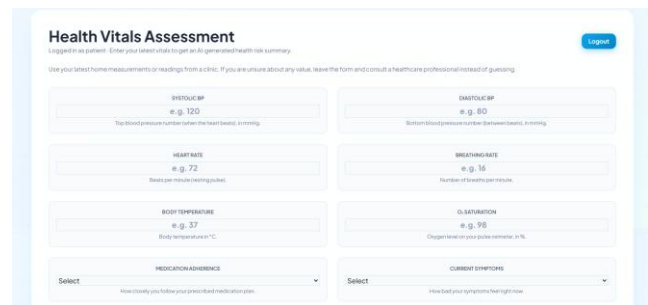 Health Vitals Assessment
Logged in as patient · Enter your latest vitals to get an AI-generated health risk summary.
Logout
Use your latest home measurements or readings from a clinic. If you are unsure about any value, leave the form and consult a healthcare professional instead of guessing.
SYSTOLIC BP
e.g. 120
Top blood pressure number (when the heart beats), in mmHg.
DIASTOLIC BP
e.g. 80
Bottom blood pressure number (between beats), in mmHg.
HEART RATE
e.g. 72
Beats per minute (resting pulse).
BREATHING RATE
e.g. 16
Number of breaths per minute.
BODY TEMPERATURE
e.g. 37
Body temperature in °C.
O₂ SATURATION
e.g. 98
Oxygen level on your pulse oximeter, in %.
MEDICATION ADHERENCE
Select
How closely you follow your prescribed medication plan.
CURRENT SYMPTOMS
Select
How bad your symptoms feel right now.